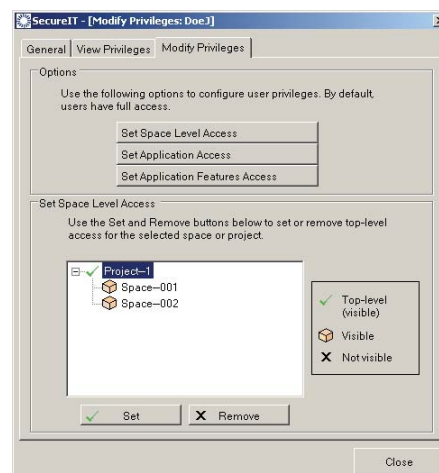 SecureIT - [Modify Privileges: DoeJ]
General View Privileges Modify Privileges
Options
Use the following options to configure user privileges. By default,
users have full access.
Set Space Level Access
Set Application Access
Set Application Features Access
Set Space Level Access
Use the Set and Remove buttons below to set or remove top-level
access for the selected space or project.
Project—1
Space—001
Space—002
Top-level
(visible)
Visible
X Not visible
Set X Remove
Close